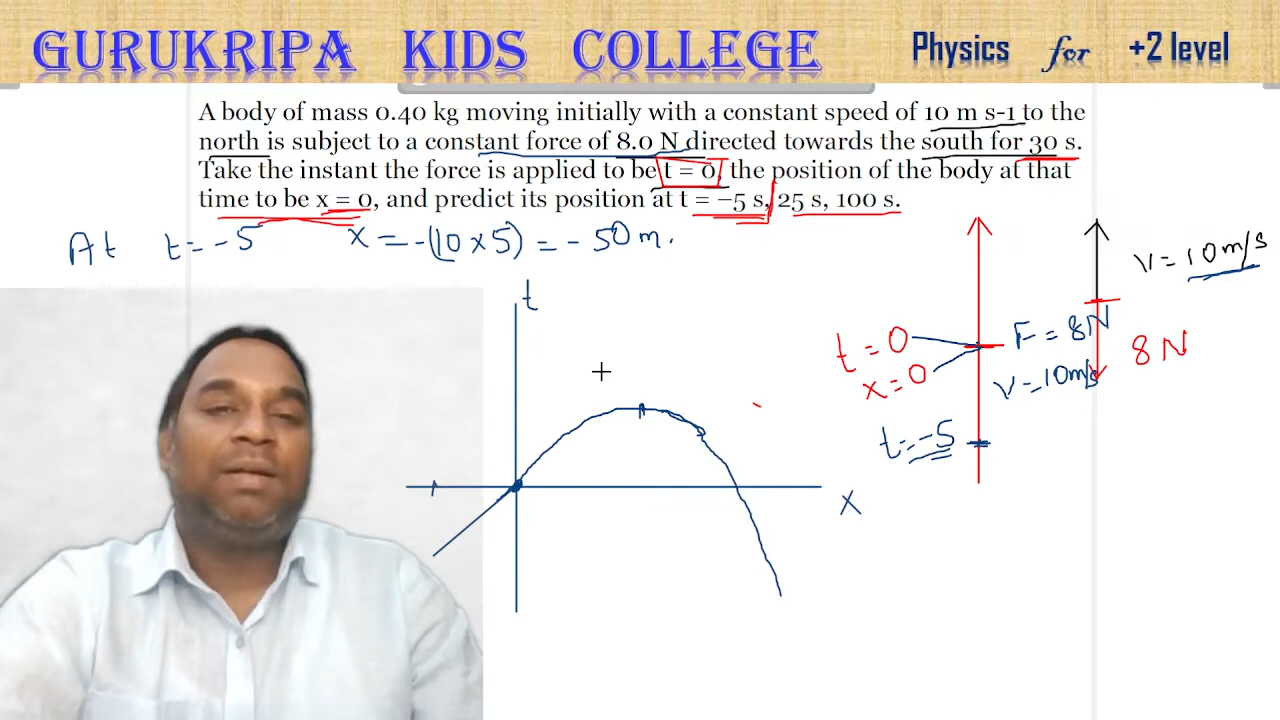 GURUKRIPA KIDS COLLEGE
Physics for +2 level
A body of mass 0.40 kg moving initially with a constant speed of 10 m s-1 to the
north is subject to a constant force of 8.0 N directed towards the south for 30 s.
Take the instant the force is applied to be t = 0, the position of the body at that
time to be x = 0, and predict its position at t = −5 s, 25 s, 100 s.
At t = -5 x = -(10 x 5) = - 50 m.
t
x
t = 0
x = 0
t = -5
F = 8N
V = 10m/s
V = 10m/s
8 N